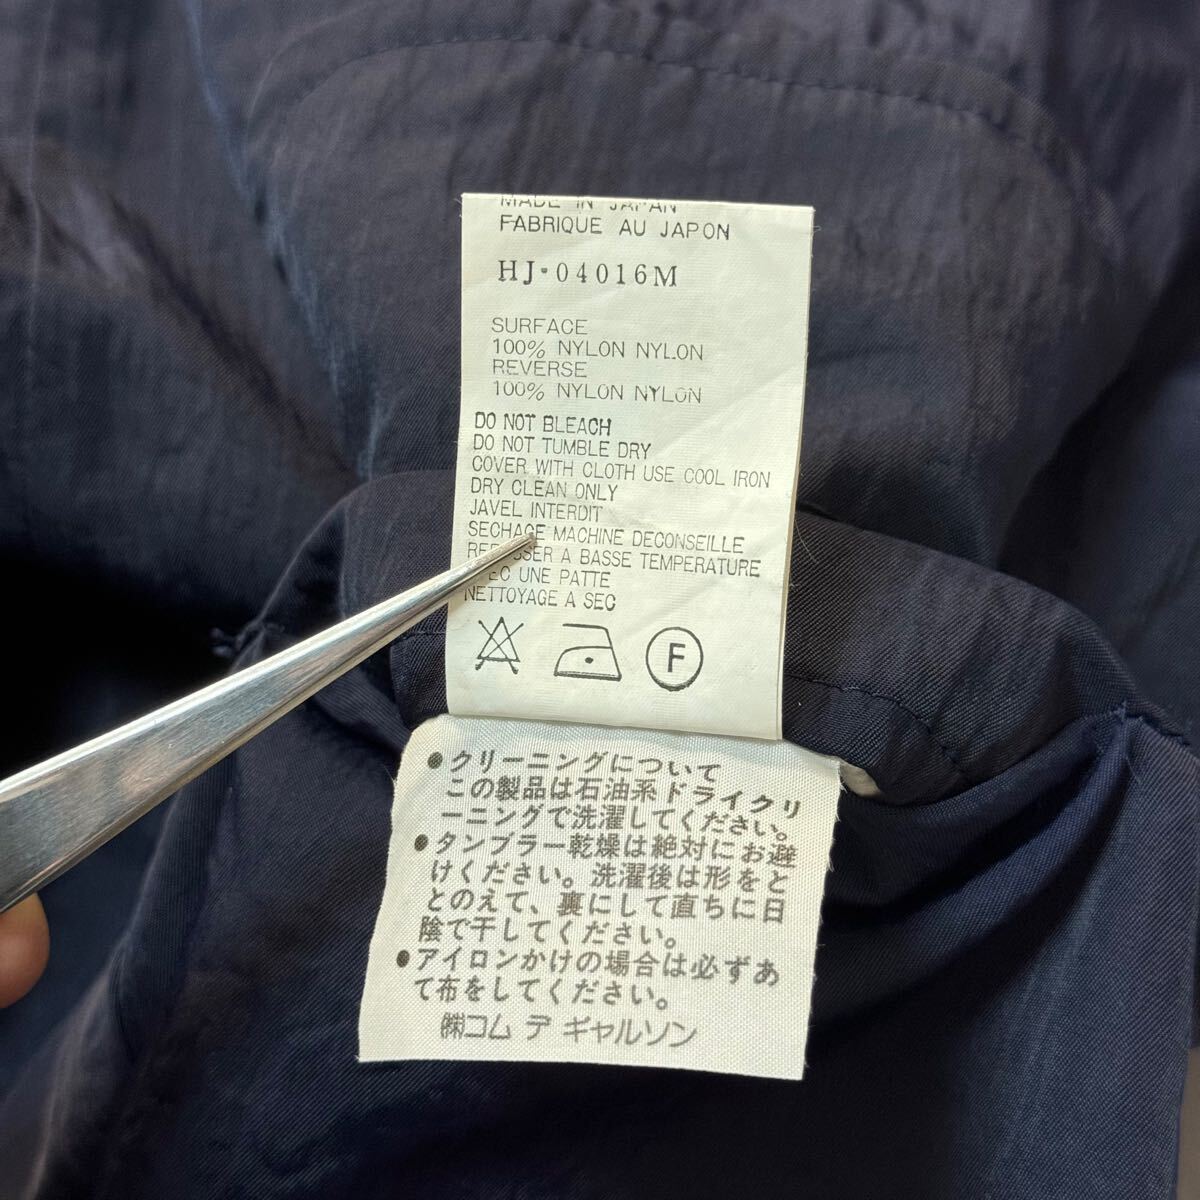 MADE IN JAPAN
FABRIQUE AU JAPON
HJ・04016M
SURFACE
100% NYLON NYLON
REVERSE
100% NYLON NYLON
DO NOT BLEACH
DO NOT TUMBLE DRY
COVER WITH CLOTH USE COOL IRON
DRY CLEAN ONLY
JAVEL INTERDIT
SECHAGE MACHINE DECONSEILLE
A BASSE TEMPERATURE
UNE PATTE
NETTOYAGE A SEC
F
●クリーニングについて
この製品は石油系ドライクリ
ーニングで洗濯してください。
●タンブラー乾燥は絶対にお避
けください。洗濯後は形をと
とのえて、裏にして直ちに日
陰で干してください。
●アイロンかけの場合は必ずあ
て布をしてください。
㈱コム デ ギャルソン